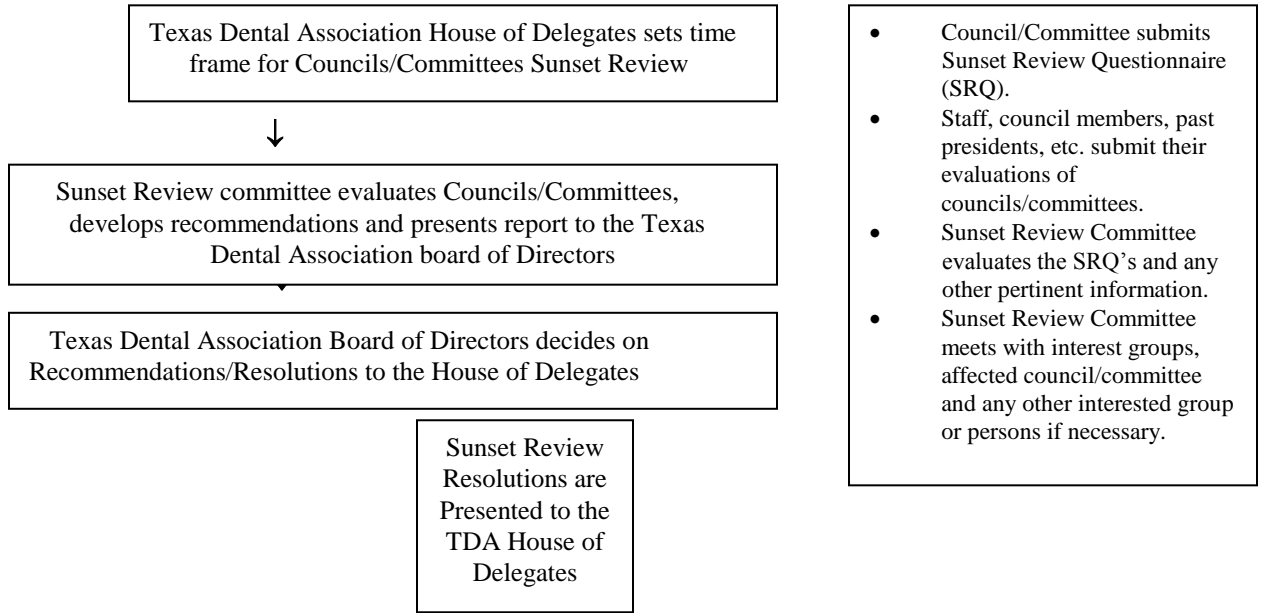 Texas Dental Association House of Delegates sets time
frame for Councils/Committees Sunset Review
↓
Sunset Review committee evaluates Councils/Committees,
develops recommendations and presents report to the Texas
Dental Association board of Directors
Texas Dental Association Board of Directors decides on
Recommendations/Resolutions to the House of Delegates
Sunset Review
Resolutions are
Presented to the
TDA House of
Delegates
• Council/Committee submits
Sunset Review Questionnaire
(SRQ).
• Staff, council members, past
presidents, etc. submit their
evaluations of
councils/committees.
• Sunset Review Committee
evaluates the SRQ’s and any
other pertinent information.
• Sunset Review Committee
meets with interest groups,
affected council/committee
and any other interested group
or persons if necessary.